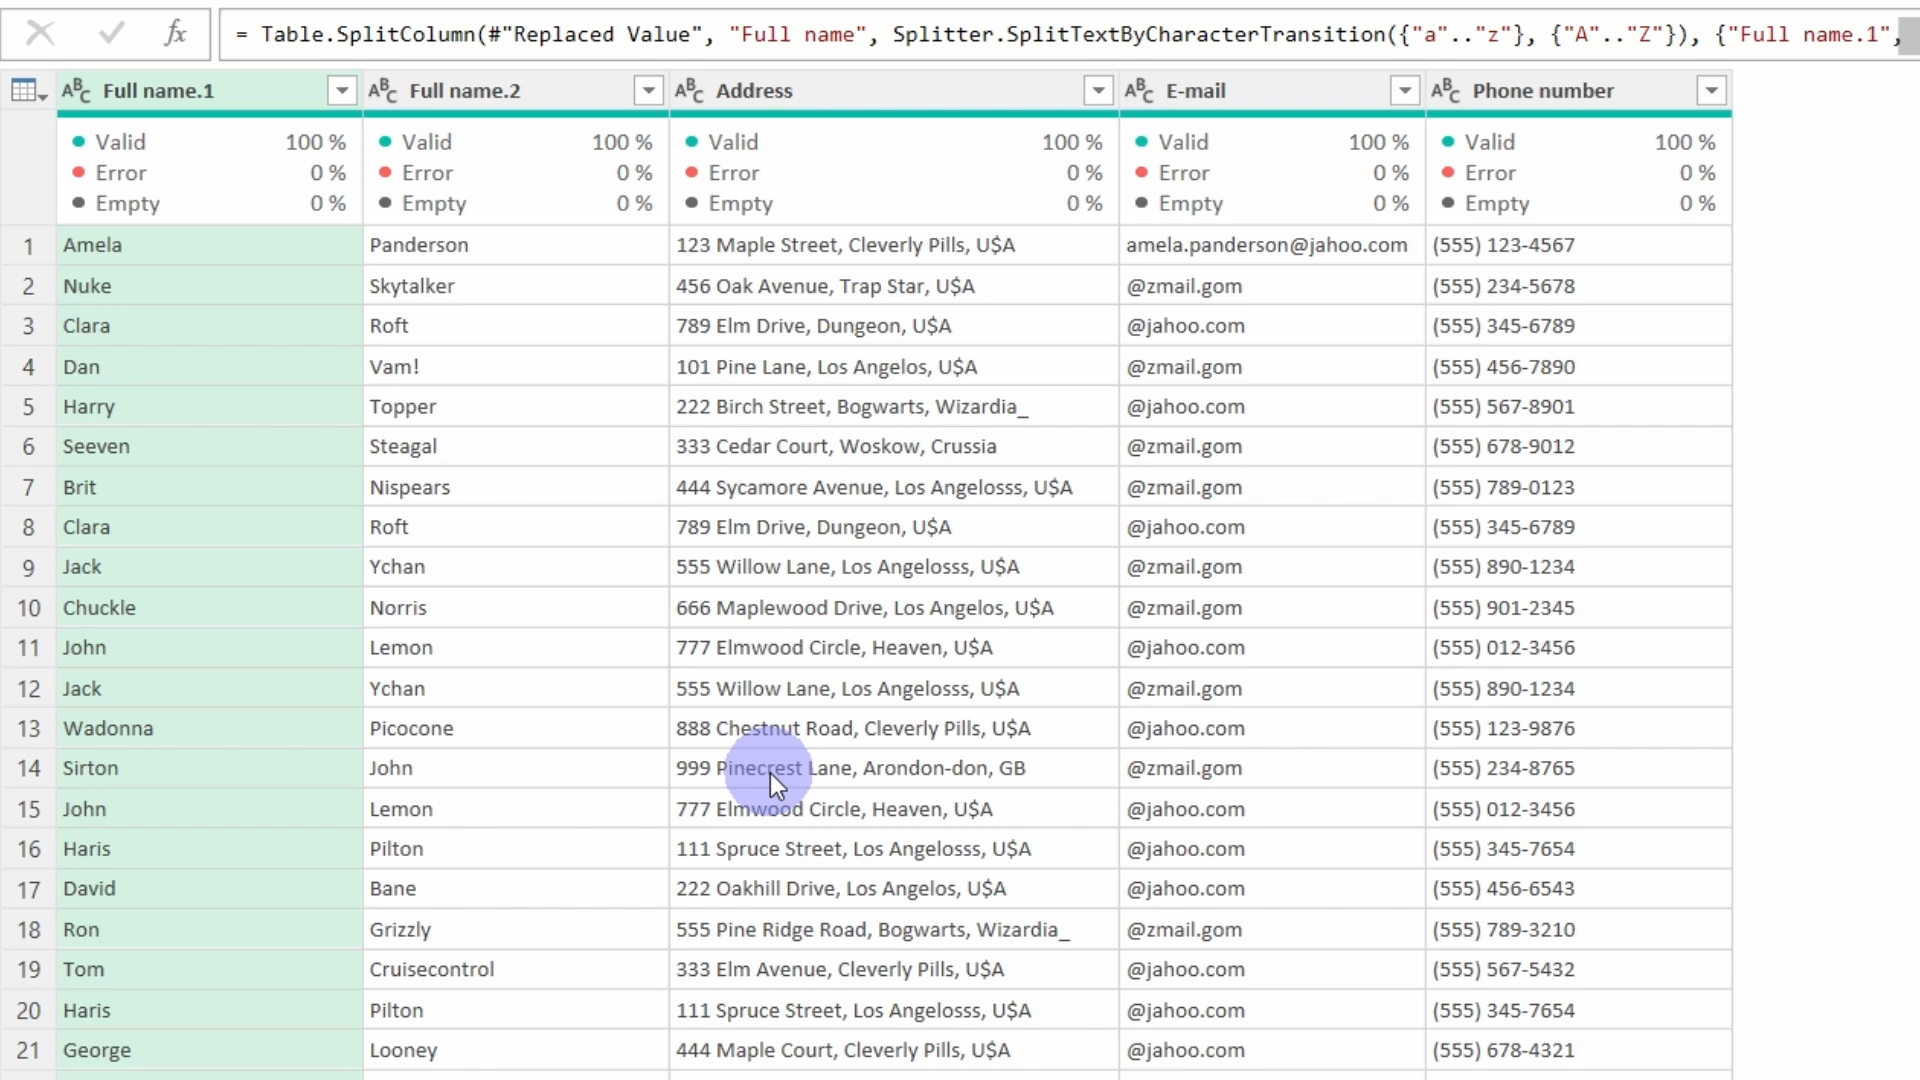 fx = Table.SplitColumn(#"Replaced Value", "Full name", Splitter.SplitTextByCharacterTransition({"a".."z"}, {"A".."Z"}), {"Full name.1",
ABC Full name.1 ABC Full name.2 ABC Address ABC E-mail ABC Phone number
Valid 100 % Valid 100 % Valid 100 % Valid 100 % Valid 100 %
Error 0 % Error 0 % Error 0 % Error 0 % Error 0 %
Empty 0 % Empty 0 % Empty 0 % Empty 0 % Empty 0 %
1 Amela Panderson 123 Maple Street, Cleverly Pills, U$A amela.panderson@jahoo.com (555) 123-4567
2 Nuke Skytalker 456 Oak Avenue, Trap Star, U$A @zmail.gom (555) 234-5678
3 Clara Roft 789 Elm Drive, Dungeon, U$A @jahoo.com (555) 345-6789
4 Dan Vam! 101 Pine Lane, Los Angelos, U$A @zmail.gom (555) 456-7890
5 Harry Topper 222 Birch Street, Bogwarts, Wizardia_ @jahoo.com (555) 567-8901
6 Seeven Steagal 333 Cedar Court, Woskow, Crussia @zmail.gom (555) 678-9012
7 Brit Nispears 444 Sycamore Avenue, Los Angelosss, U$A @zmail.gom (555) 789-0123
8 Clara Roft 789 Elm Drive, Dungeon, U$A @jahoo.com (555) 345-6789
9 Jack Ychan 555 Willow Lane, Los Angelosss, U$A @zmail.gom (555) 890-1234
10 Chuckle Norris 666 Maplewood Drive, Los Angelos, U$A @zmail.gom (555) 901-2345
11 John Lemon 777 Elmwood Circle, Heaven, U$A @jahoo.com (555) 012-3456
12 Jack Ychan 555 Willow Lane, Los Angelosss, U$A @zmail.gom (555) 890-1234
13 Wadonna Picocone 888 Chestnut Road, Cleverly Pills, U$A @jahoo.com (555) 123-9876
14 Sirton John 999 Pinecrest Lane, Arondon-don, GB @zmail.gom (555) 234-8765
15 John Lemon 777 Elmwood Circle, Heaven, U$A @jahoo.com (555) 012-3456
16 Haris Pilton 111 Spruce Street, Los Angelosss, U$A @jahoo.com (555) 345-7654
17 David Bane 222 Oakhill Drive, Los Angelos, U$A @jahoo.com (555) 456-6543
18 Ron Grizzly 555 Pine Ridge Road, Bogwarts, Wizardia_ @zmail.gom (555) 789-3210
19 Tom Cruisecontrol 333 Elm Avenue, Cleverly Pills, U$A @jahoo.com (555) 567-5432
20 Haris Pilton 111 Spruce Street, Los Angelosss, U$A @jahoo.com (555) 345-7654
21 George Looney 444 Maple Court, Cleverly Pills, U$A @jahoo.com (555) 678-4321